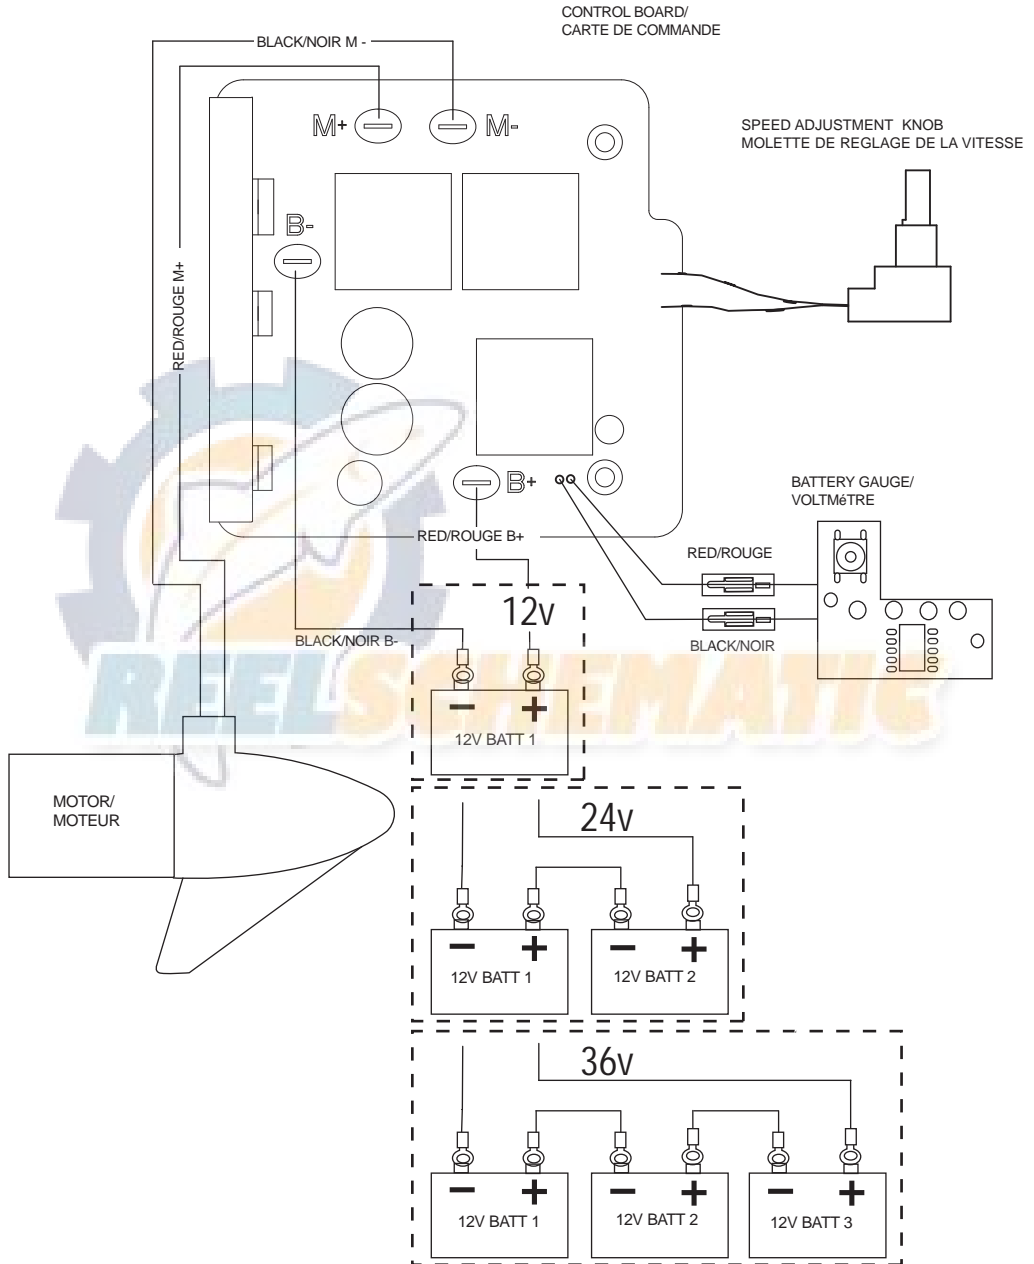 CONTROL BOARD/
CARTE DE COMMANDE
BLACK/NOIR M -
M+
M-
SPEED ADJUSTMENT KNOB
MOLETTE DE REGLAGE DE LA VITESSE
B-
RED/ROUGE M+
B+
BATTERY GAUGE/
VOLTMéTRE
RED/ROUGE B+
RED/ROUGE
12v
BLACK/NOIR B-
BLACK/NOIR
REELSCHEMATIC
- +
12V BATT 1
MOTOR/
MOTEUR
24v
- + - +
12V BATT 1
12V BATT 2
36v
- + - + - +
12V BATT 1
12V BATT 2
12V BATT 3